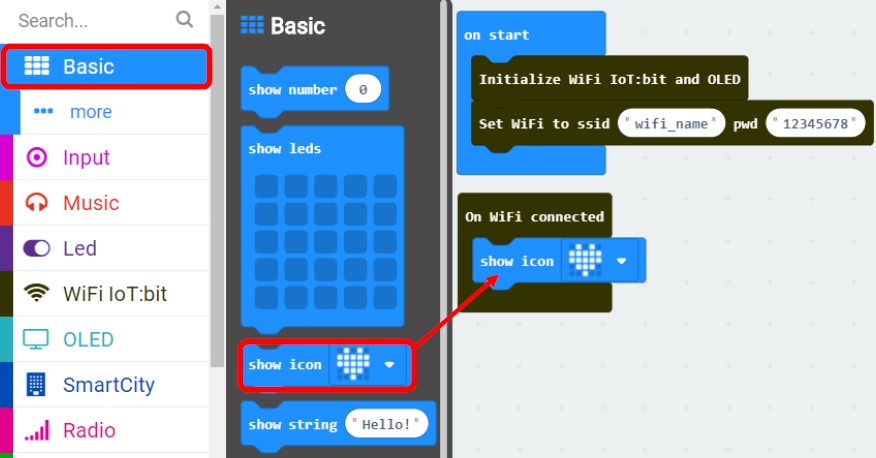 Search...
Basic
more
Input
Music
Led
WiFi IoT:bit
OLED
SmartCity
Radio
Basic
show number 0
show leds
show icon
show string "Hello!"
on start
Initialize WiFi IoT:bit and OLED
Set WiFi to ssid "wifi_name" pwd "12345678"
On WiFi connected
show icon